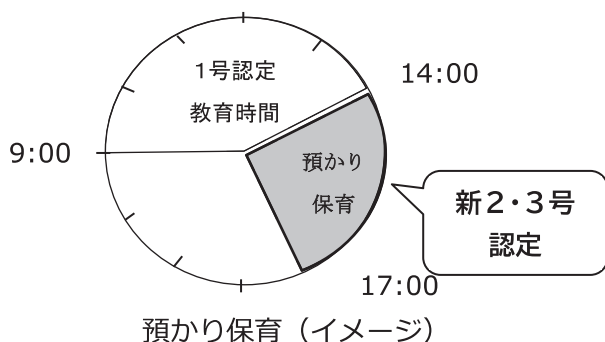 1号認定
教育時間
14:00
9:00
預かり
保育
新2・3号
認定
17:00
預かり保育（イメージ）